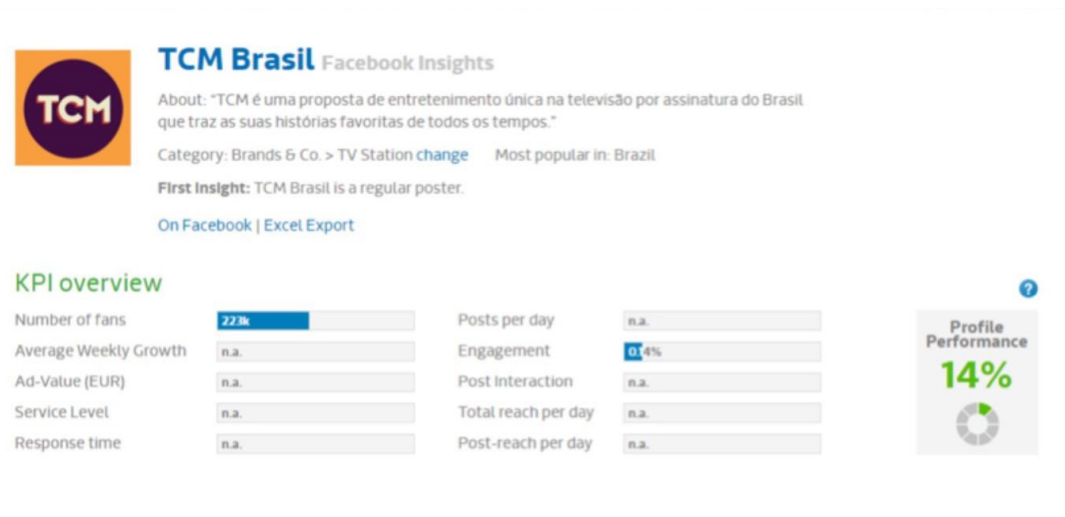 TCM
TCM Brasil Facebook Insights
About: "TCM é uma proposta de entretenimento única na televisão por assinatura do Brasil
que traz as suas histórias favoritas de todos os tempos."
Category: Brands & Co. > TV Station change Most popular in: Brazil
First Insight: TCM Brasil is a regular poster.
On Facebook | Excel Export
KPI overview
?
Number of fans 223k Posts per day n.a.
Average Weekly Growth n.a. Engagement 0.14%
Ad-Value (EUR) n.a. Post Interaction n.a.
Service Level n.a. Total reach per day n.a.
Response time n.a. Post-reach per day n.a.
Profile
Performance
14%